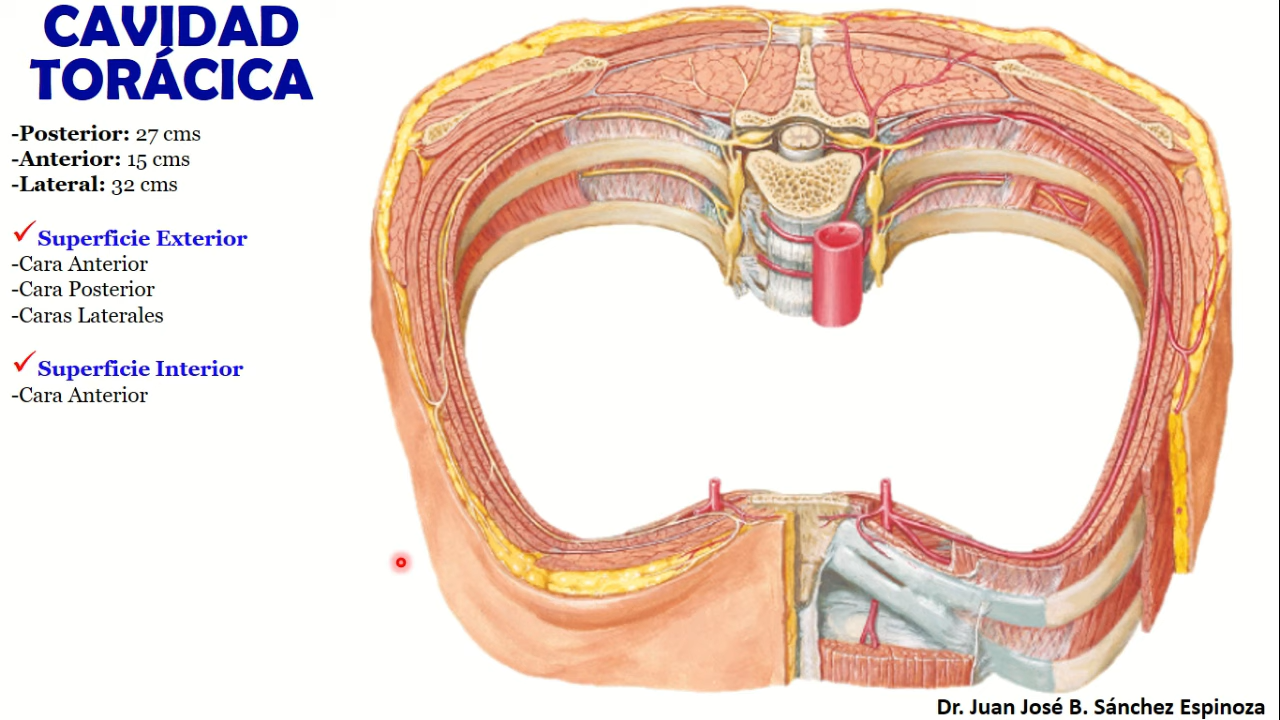 CAVIDAD
TORÁCICA
-Posterior: 27 cms
-Anterior: 15 cms
-Lateral: 32 cms
✓Superficie Exterior
-Cara Anterior
-Cara Posterior
-Caras Laterales
✓Superficie Interior
-Cara Anterior
Dr. Juan José B. Sánchez Espinoza